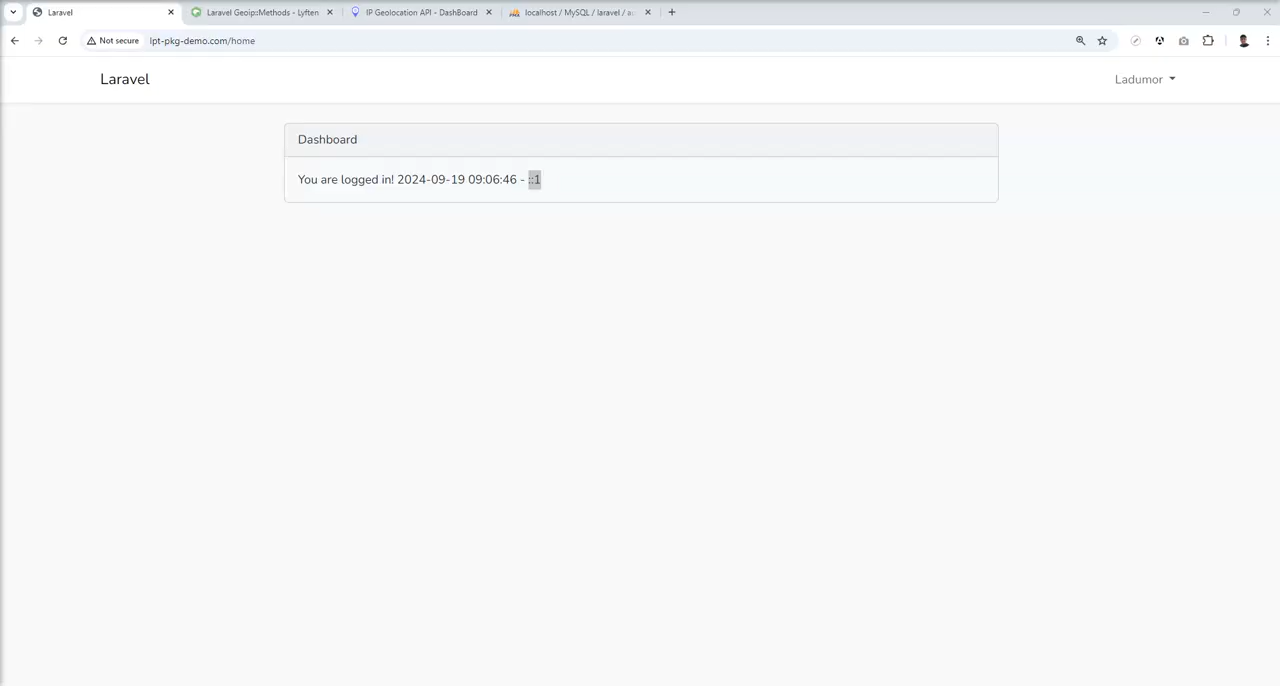 Laravel
Laravel Geoip::Methods - Lyften
IP Geolocation API - DashBoard
localhost / MySQL / laravel /
Not secure
lpt-pkg-demo.com/home
Laravel
Ladumor
Dashboard
You are logged in! 2024-09-19 09:06:46 - ::1